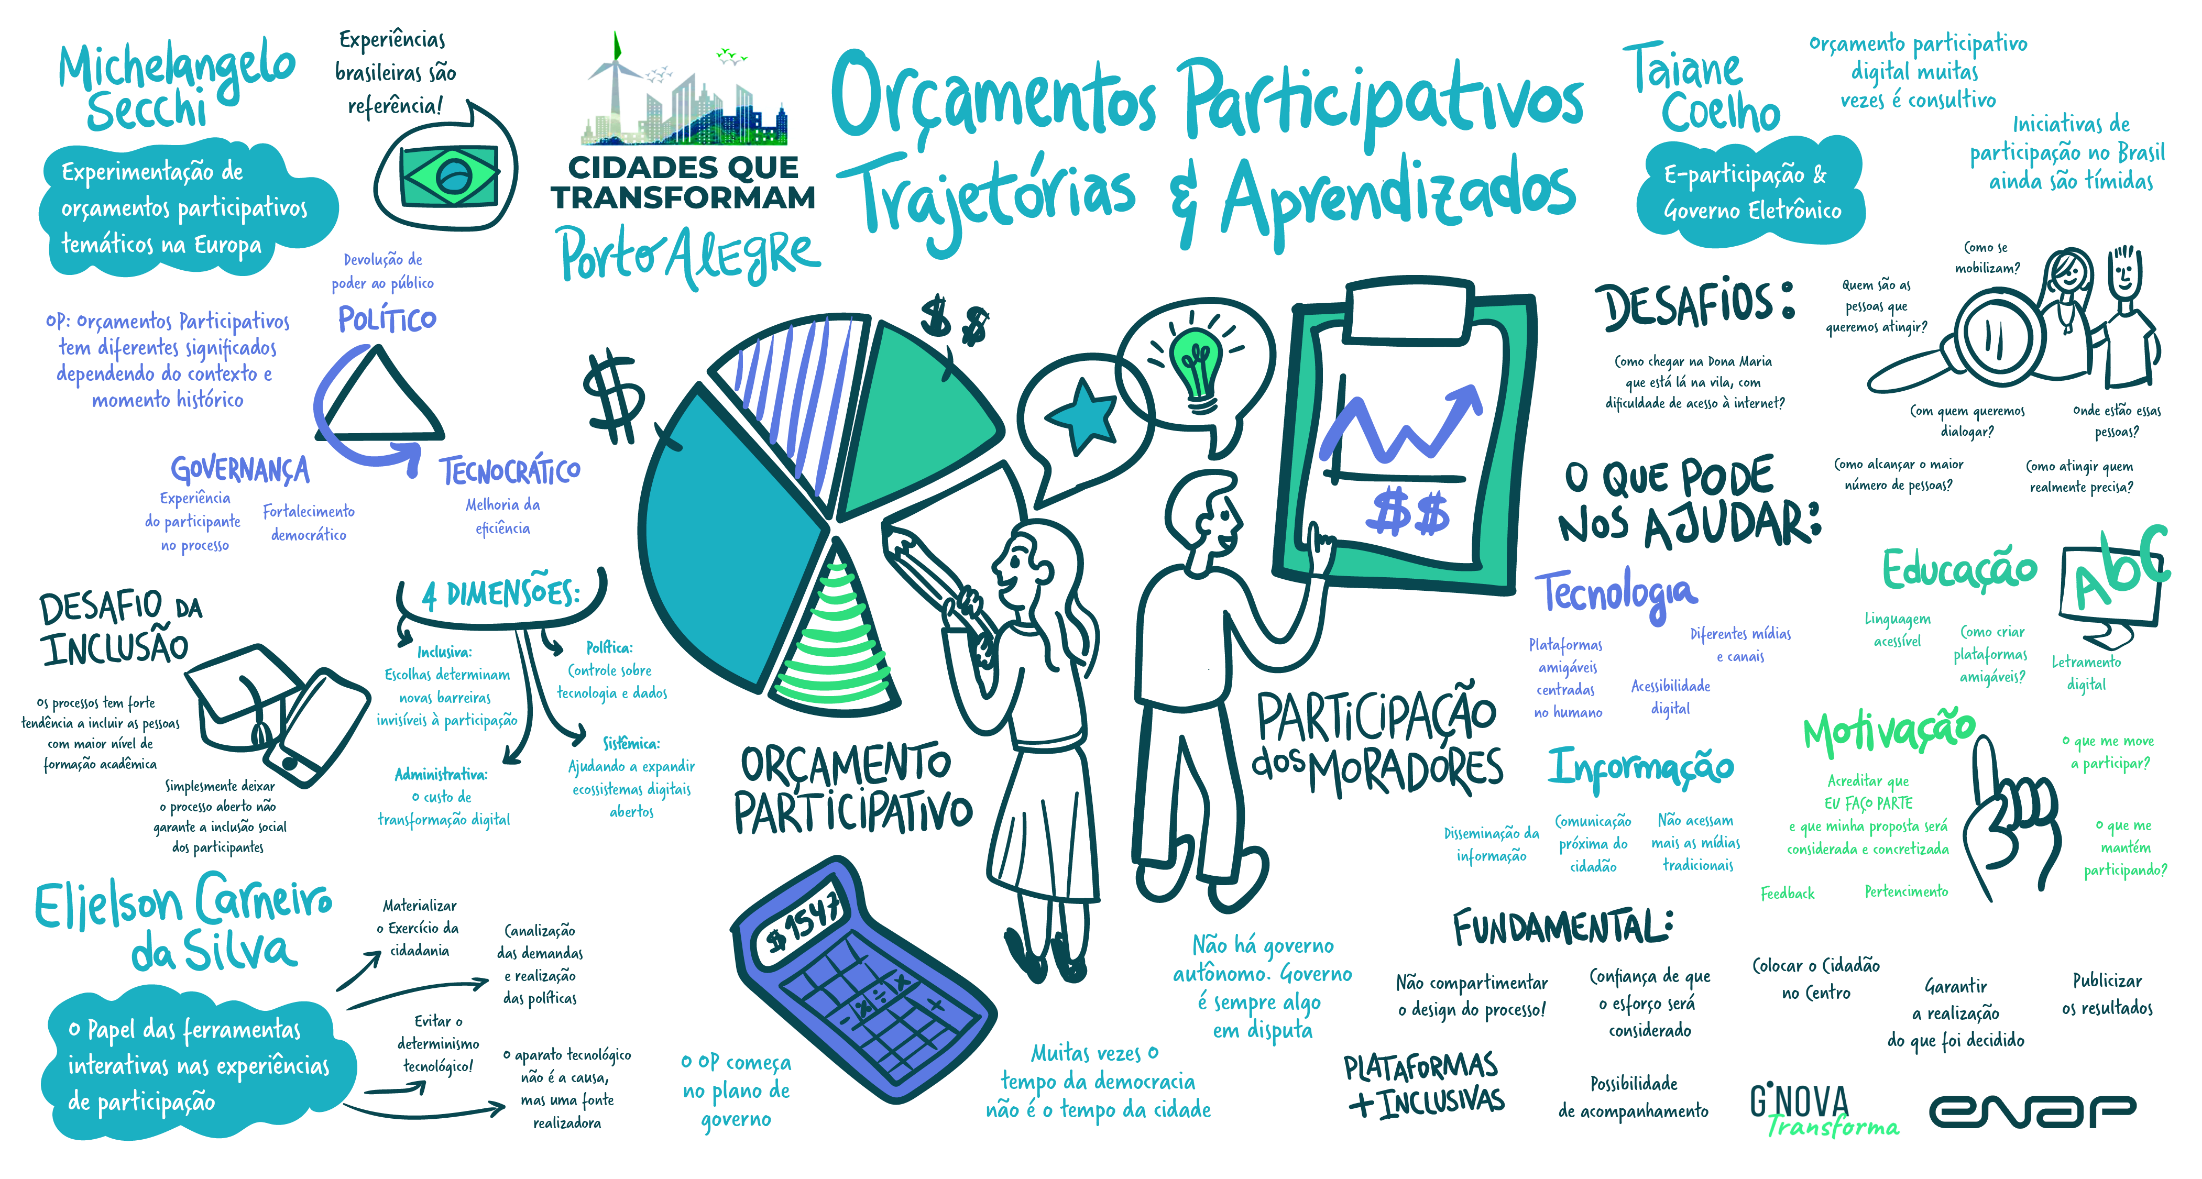 Michelangelo
Secchi
Experiências
brasileiras são
referência!
Experimentação de
orçamentos participativos
temáticos na Europa
OP: Orçamentos Participativos
tem diferentes significados
dependendo do contexto e
momento histórico
Devolução de
poder ao público
POLÍTICO
GOVERNANÇA
Experiência
do participante
no processo
Fortalecimento
democrático
TECNOCRÁTICO
Melhoria da
eficiência
DESAFIO DA
INCLUSÃO
Os processos tem forte
tendência a incluir as pessoas
com maior nível de
formação acadêmica
Simplesmente deixar
o processo aberto não
garante a inclusão social
dos participantes
4 DIMENSÕES:
Inclusiva:
Escolhas determinam
novas barreiras
invisíveis à participação
Política:
Controle sobre
tecnologia e dados
Administrativa:
O custo de
transformação digital
Sistêmica:
Ajudando a expandir
ecossistemas digitais
abertos
Elielson Carneiro
da Silva
O Papel das ferramentas
interativas nas experiências
de participação
Materializar
o Exercício da
cidadania
Canalização
das demandas
e realização
das políticas
Evitar o
determinismo
tecnológico!
O aparato tecnológico
não é a causa,
mas uma fonte
realizadora
CIDADES QUE
TRANSFORMAM
Porto Alegre
Orçamentos Participativos
Trajetórias & Aprendizados
$
$ $
$$
ORÇAMENTO
PARTICIPATIVO
PARTICIPAÇÃO
dos MORADORES
$1547
O OP começa
no plano de
governo
Muitas vezes o
tempo da democracia
não é o tempo da cidade
Não há governo
autônomo. Governo
é sempre algo
em disputa
Taiane
Coelho
E-participação &
Governo Eletrônico
Orçamento participativo
digital muitas
vezes é consultivo
Iniciativas de
participação no Brasil
ainda são tímidas
DESAFIOS:
Como chegar na Dona Maria
que está lá na vila, com
dificuldade de acesso à internet?
Como se
mobilizam?
Quem são as
pessoas que
queremos atingir?
Com quem queremos
dialogar?
Onde estão essas
pessoas?
Como alcançar o maior
número de pessoas?
Como atingir quem
realmente precisa?
O QUE PODE
NOS AJUDAR:
Tecnologia
Plataformas
amigáveis
centradas
no humano
Diferentes mídias
e canais
Acessibilidade
digital
Educação
AbC
Linguagem
acessível
Como criar
plataformas
amigáveis?
Letramento
digital
Informação
Disseminação da
informação
Comunicação
próxima do
cidadão
Não acessam
mais as mídias
tradicionais
Motivação
Acreditar que
EU FAÇO PARTE
e que minha proposta será
considerada e concretizada
Feedback
Pertencimento
O que me move
a participar?
O que me
mantém
participando?
FUNDAMENTAL:
Não compartimentar
o design do processo!
Confiança de que
o esforço será
considerado
Colocar o Cidadão
no Centro
Garantir
a realização
do que foi decidido
Publicizar
os resultados
PLATAFORMAS
+INCLUSIVAS
Possibilidade
de acompanhamento
G'NOVA
Transforma
enap